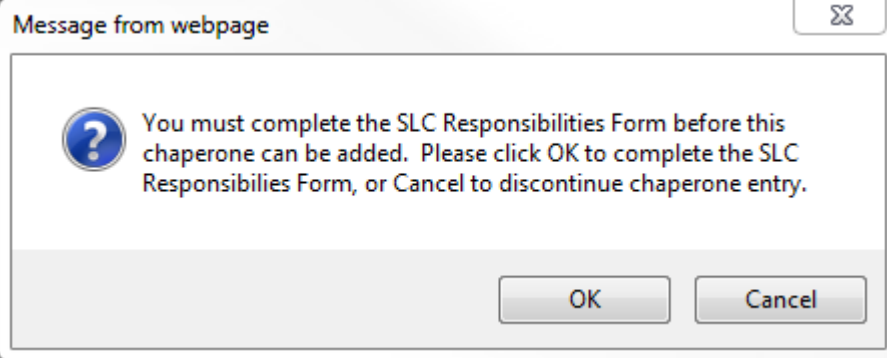 Message from webpage
You must complete the SLC Responsibilities Form before this
chaperone can be added.  Please click OK to complete the SLC
Responsibilies Form, or Cancel to discontinue chaperone entry.
OK
Cancel